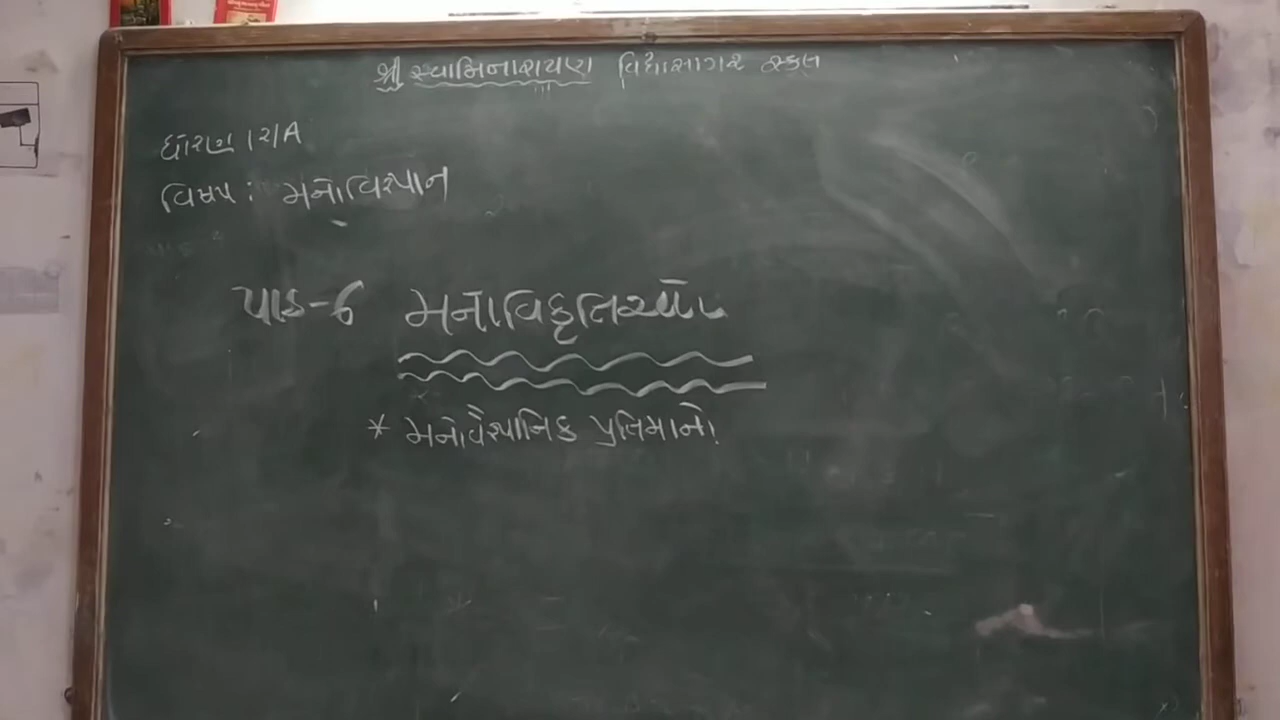 શ્રી સ્વામિનારાયણ વિદ્યાસાગર સ્કુલ
ધોરણ 12/A
વિષય : મનોવિજ્ઞાન
પાઠ-6 મનોવિકૃતિઓ
* મનોવૈજ્ઞાનિક પ્રતિમાનો